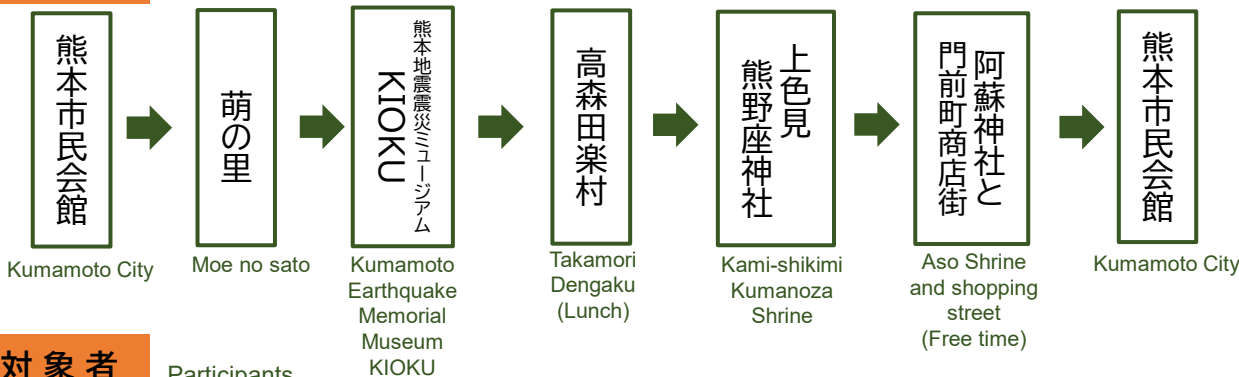 熊本市民会館
萌の里
熊本地震震災ミュージアム
KIOKU
高森田楽村
上色見
熊野座神社
阿蘇神社と
門前町商店街
熊本市民会館
Kumamoto City
Moe no sato
Kumamoto
Earthquake
Memorial
Museum
KIOKU
Takamori
Dengaku
(Lunch)
Kami-shikimi
Kumanoza
Shrine
Aso Shrine
and shopping
street
(Free time)
Kumamoto City
対象者
Participants